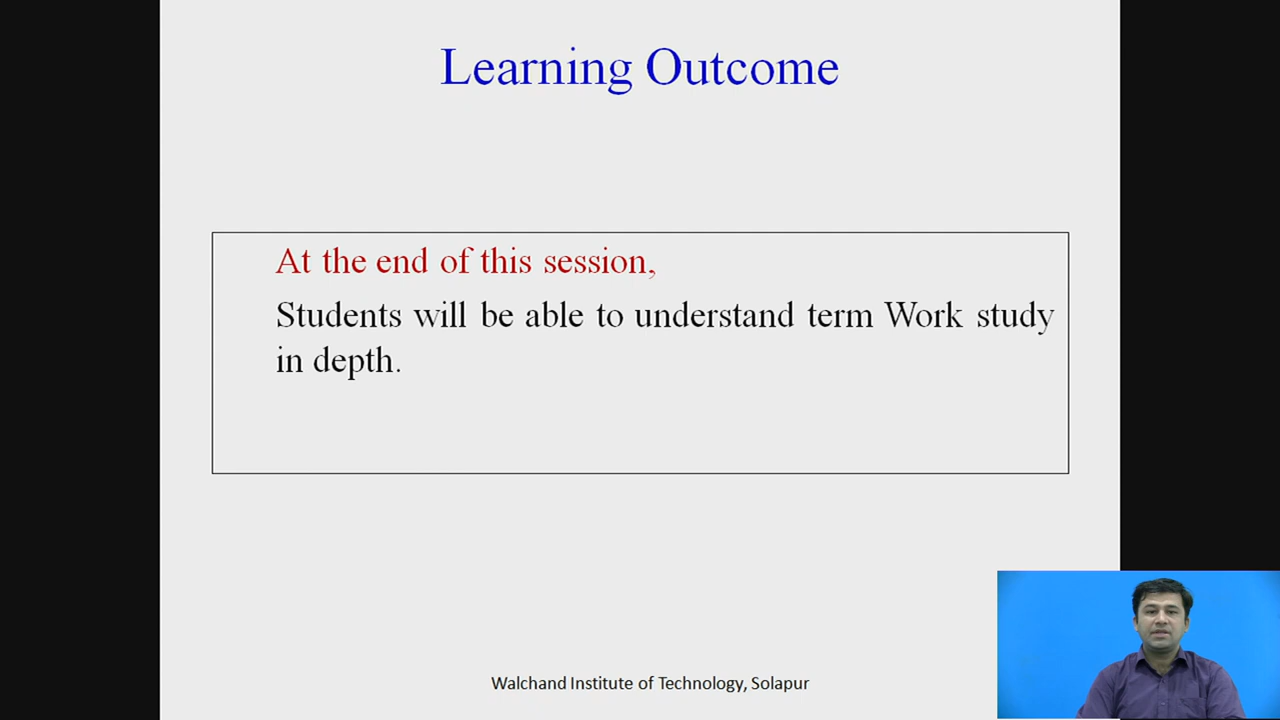 Learning Outcome
At the end of this session,
Students will be able to understand term Work study
in depth.
Walchand Institute of Technology, Solapur